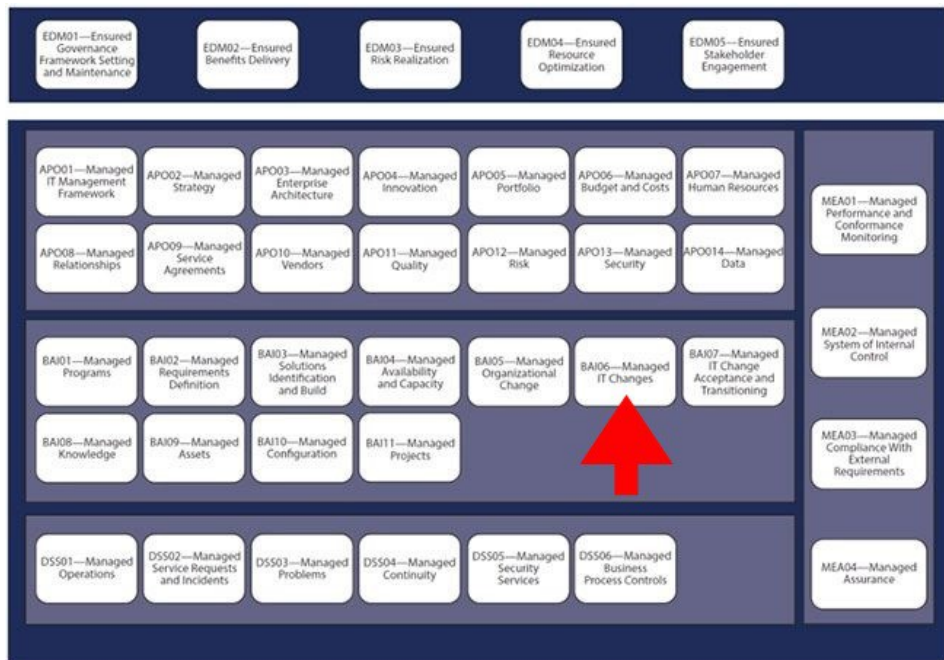 EDM01—Ensured
Governance
Framework Setting
and Maintenance
EDM02—Ensured
Benefits Delivery
EDM03—Ensured
Risk Realization
EDM04—Ensured
Resource
Optimization
EDM05—Ensured
Stakeholder
Engagement
APO01—Managed
IT Management
Framework
APO02—Managed
Strategy
APO03—Managed
Enterprise
Architecture
APO04—Managed
Innovation
APO05—Managed
Portfolio
APO06—Managed
Budget and Costs
APO07—Managed
Human Resources
APO08—Managed
Relationships
APO09—Managed
Service
Agreements
APO10—Managed
Vendors
APO11—Managed
Quality
APO12—Managed
Risk
APO13—Managed
Security
APO014—Managed
Data
BAI01—Managed
Programs
BAI02—Managed
Requirements
Definition
BAI03—Managed
Solutions
Identification
and Build
BAI04—Managed
Availability
and Capacity
BAI05—Managed
Organizational
Change
BAI06—Managed
IT Changes
BAI07—Managed
IT Change
Acceptance and
Transitioning
BAI08—Managed
Knowledge
BAI09—Managed
Assets
BAI10—Managed
Configuration
BAI11—Managed
Projects
DSS01—Managed
Operations
DSS02—Managed
Service Requests
and Incidents
DSS03—Managed
Problems
DSS04—Managed
Continuity
DSS05—Managed
Security
Services
DSS06—Managed
Business
Process Controls
MEA01—Managed
Performance and
Conformance
Monitoring
MEA02—Managed
System of Internal
Control
MEA03—Managed
Compliance With
External
Requirements
MEA04—Managed
Assurance